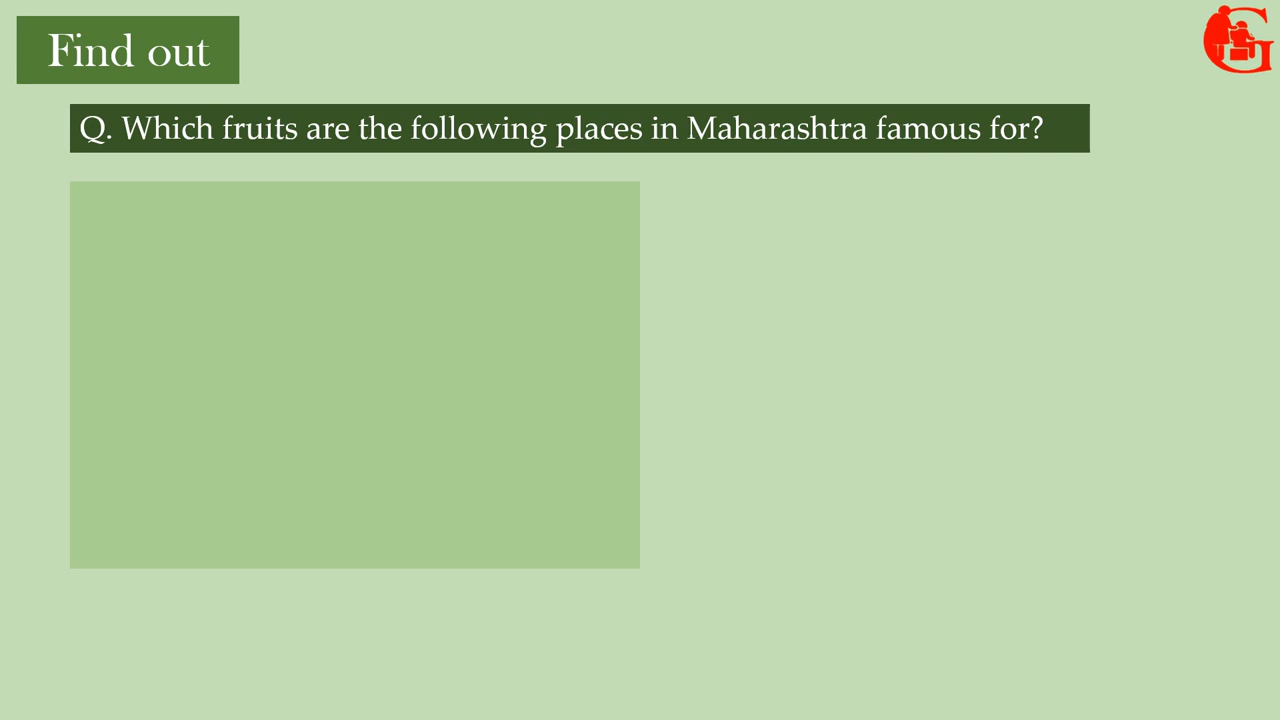 Find out
Q. Which fruits are the following places in Maharashtra famous for?